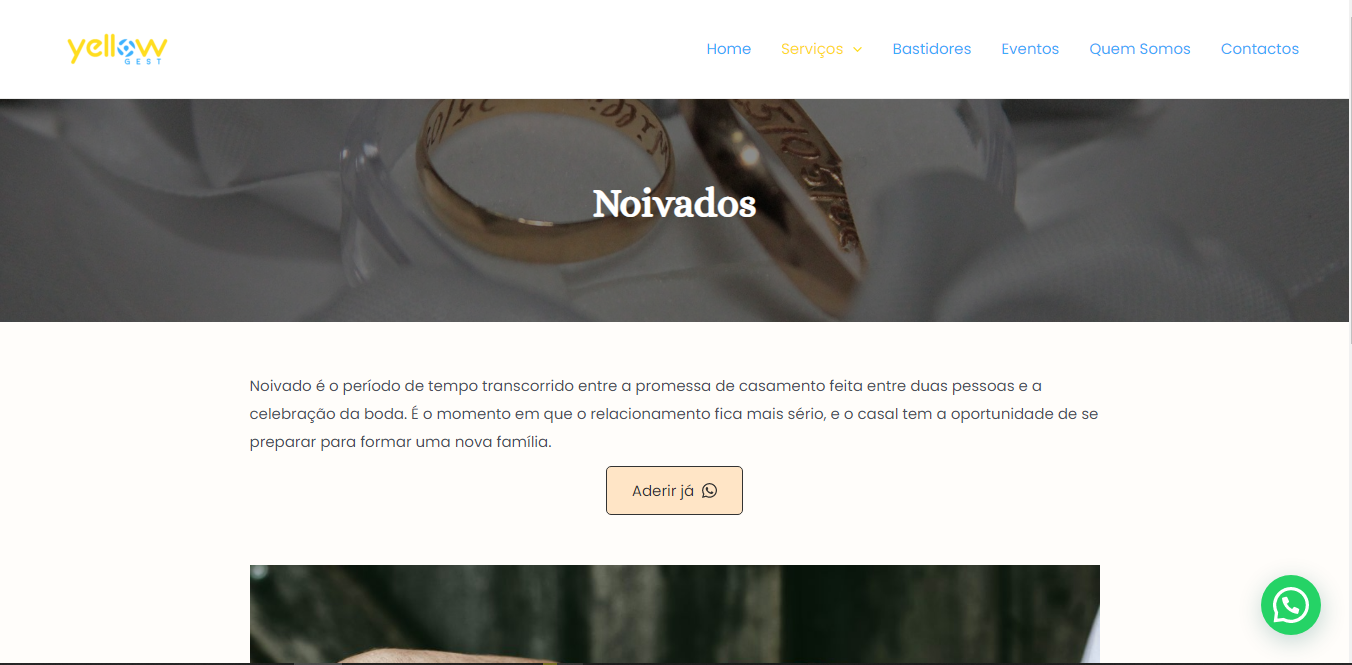 yellow
GEST
Home
Serviços
Bastidores
Eventos
Quem Somos
Contactos
Noivados
Noivado é o período de tempo transcorrido entre a promessa de casamento feita entre duas pessoas e a
celebração da boda. É o momento em que o relacionamento fica mais sério, e o casal tem a oportunidade de se
preparar para formar uma nova família.
Aderir já